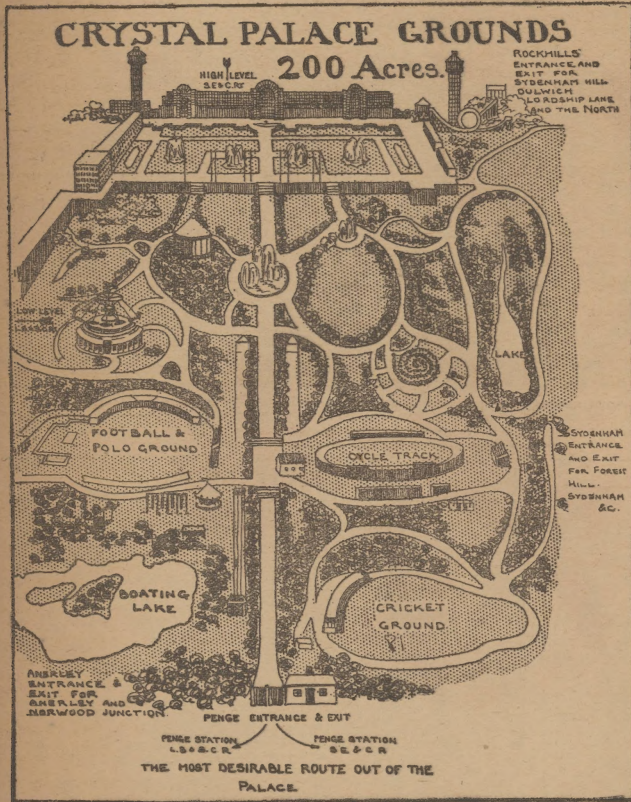 CRYSTAL PALACE GROUNDS
200 Acres.
HIGH LEVEL
S.E & C. RY
ROCKHILLS
ENTRANCE AND
EXIT FOR
SYDENHAM HILL
DULWICH
LORDSHIP LANE
AND THE NORTH
LOW LEVEL
LAKE
FOOTBALL &
POLO GROUND
CYCLE TRACK
SYDENHAM
ENTRANCE
AND EXIT
FOR FOREST
HILL.
SYDENHAM
&C.
BOATING
LAKE
CRICKET
GROUND.
ANERLEY
ENTRANCE &
EXIT FOR
ANERLEY AND
NORWOOD JUNCTION.
PENGE ENTRANCE & EXIT
PENGE STATION
L.B & S C R
PENGE STATION
S E & C R
THE MOST DESIRABLE ROUTE OUT OF THE
PALACE